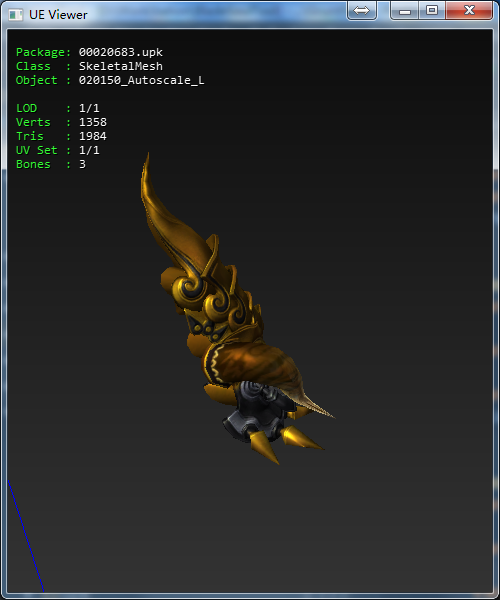 UE Viewer
Package: 00020683.upk
Class  : SkeletalMesh
Object : 020150_Autoscale_L
LOD    : 1/1
Verts  : 1358
Tris   : 1984
UV Set : 1/1
Bones  : 3